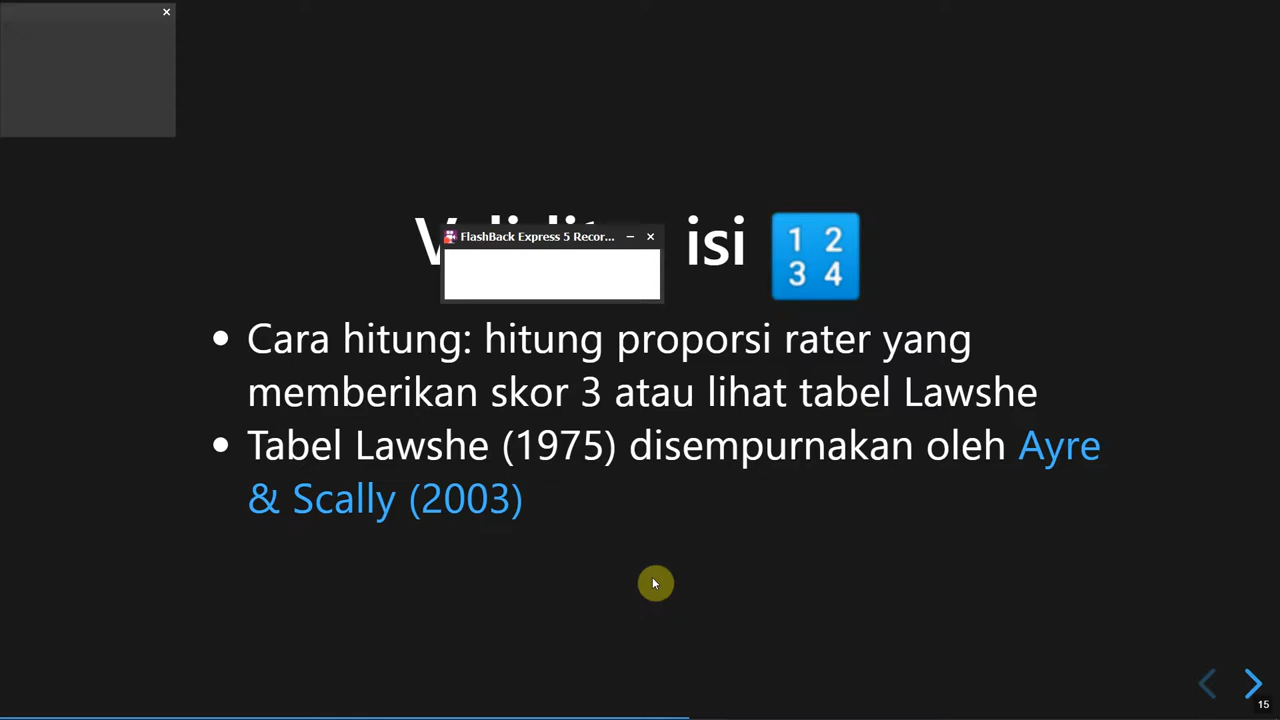 isi 1 2 3 4
FlashBack Express 5 Recor...
• Cara hitung: hitung proporsi rater yang
memberikan skor 3 atau lihat tabel Lawshe
• Tabel Lawshe (1975) disempurnakan oleh Ayre
& Scally (2003)
15